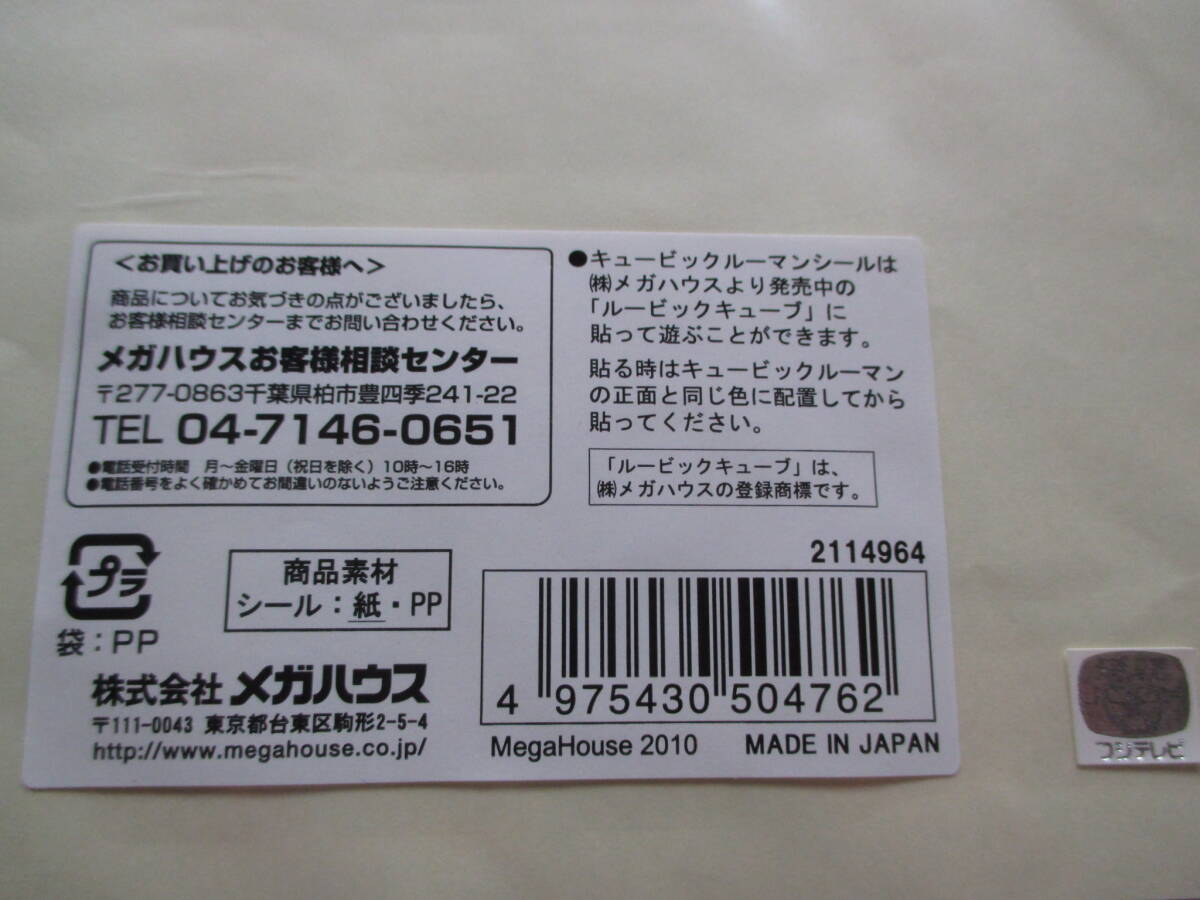 ＜お買い上げのお客様へ＞
商品についてお気づきの点がございましたら、
お客様相談センターまでお問い合わせください。
メガハウスお客様相談センター
〒277-0863千葉県柏市豊四季241-22
TEL 04-7146-0651
●電話受付時間　月～金曜日（祝日を除く）10時～16時
●電話番号をよく確かめてお間違いのないようご注意ください。
●キュービックルーマンシールは
㈱メガハウスより発売中の
「ルービックキューブ」に
貼って遊ぶことができます。
貼る時はキュービックルーマン
の正面と同じ色に配置してから
貼ってください。
「ルービックキューブ」は、
㈱メガハウスの登録商標です。
プラ
袋：PP
商品素材
シール：紙・PP
株式会社 メガハウス
〒111-0043 東京都台東区駒形2-5-4
http://www.megahouse.co.jp/
2114964
4 975430 504762
MegaHouse 2010 MADE IN JAPAN
フジテレビ